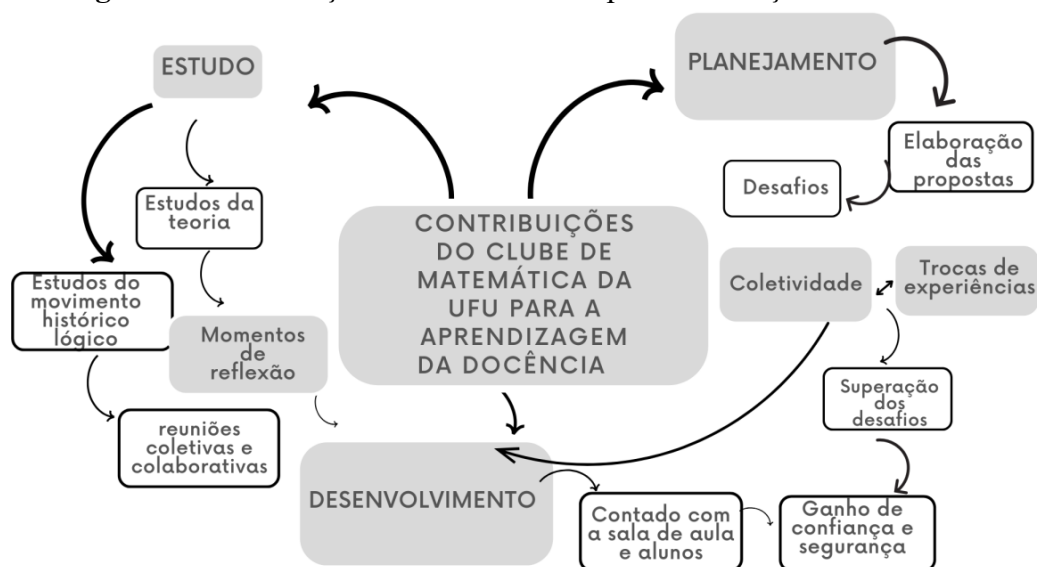 ESTUDO
PLANEJAMENTO
Elaboração
das
propostas
Desafios
Estudos da
teoria
CONTRIBUIÇÕES
DO CLUBE DE
MATEMÁTICA DA
UFU PARA A
APRENDIZAGEM
DA DOCÊNCIA
Coletividade
Trocas de
experiências
Estudos do
movimento
histórico
lógico
Momentos
de
reflexão
Superação
dos
desafios
reuniões
coletivas e
colaborativas
DESENVOLVIMENTO
Contado com
a sala de aula
e alunos
Ganho de
confiança e
segurança